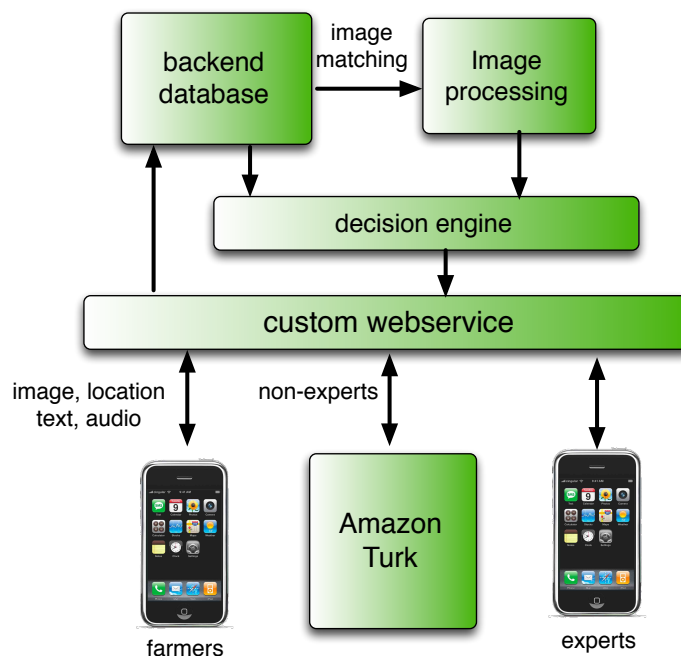 backend
database
image
matching
Image
processing
decision engine
custom webservice
image, location
text, audio
non-experts
Amazon
Turk
farmers
experts